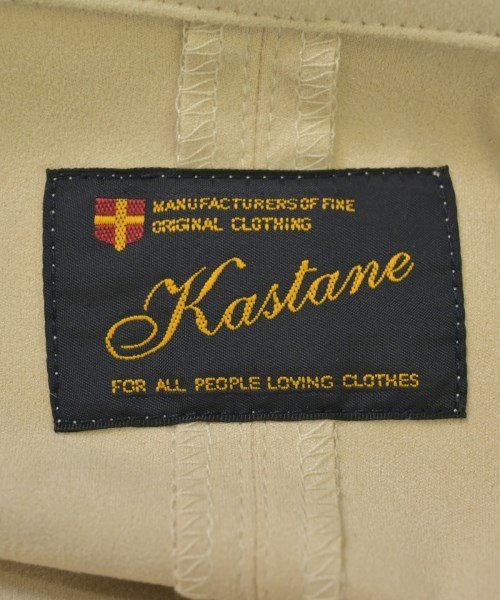 MANUFACTURERS OF FINE
ORIGINAL CLOTHING
Kastane
FOR ALL PEOPLE LOVING CLOTHES